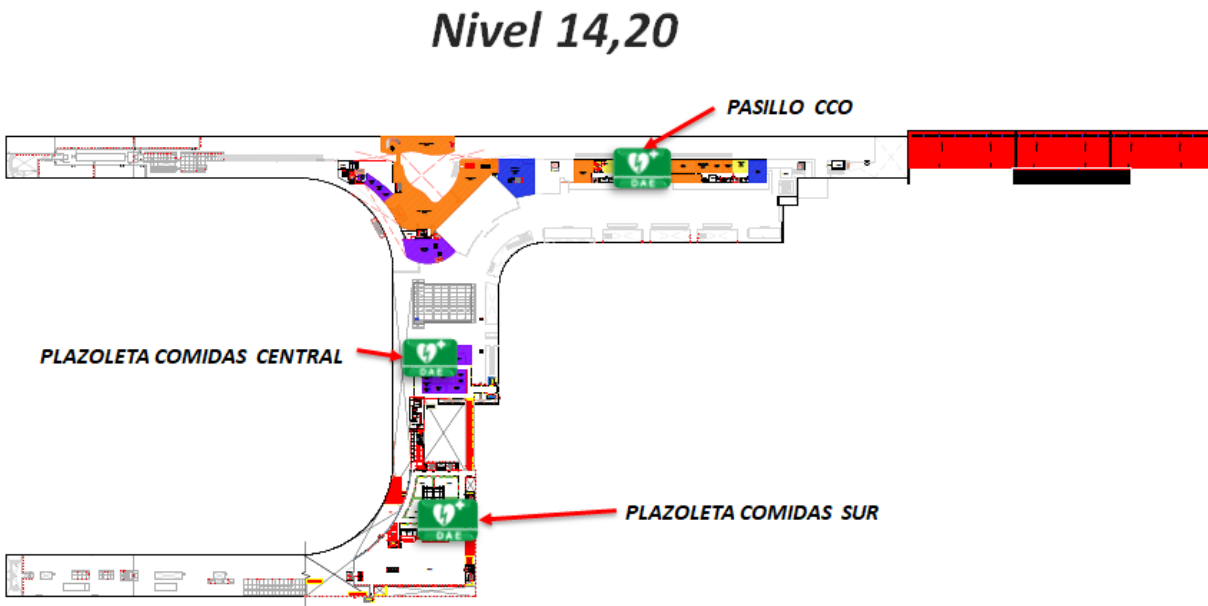 Nivel 14,20
PASILLO CCO
DAE
PLAZOLETA COMIDAS CENTRAL
DAE
PLAZOLETA COMIDAS SUR
DAE